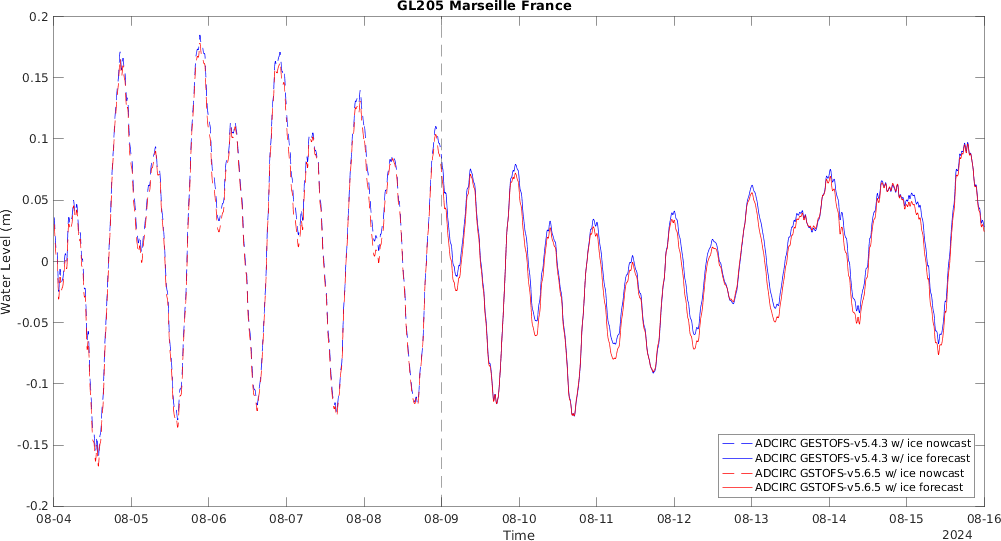 GL205 Marseille France
0.2
0.15
0.1
0.05
0
-0.05
-0.1
-0.15
-0.2
Water Level (m)
ADCIRC GESTOFS-v5.4.3 w/ ice nowcast
ADCIRC GESTOFS-v5.4.3 w/ ice forecast
ADCIRC GSTOFS-v5.6.5 w/ ice nowcast
ADCIRC GSTOFS-v5.6.5 w/ ice forecast
08-04 08-05 08-06 08-07 08-08 08-09 08-10 08-11 08-12 08-13 08-14 08-15 08-16
Time
2024